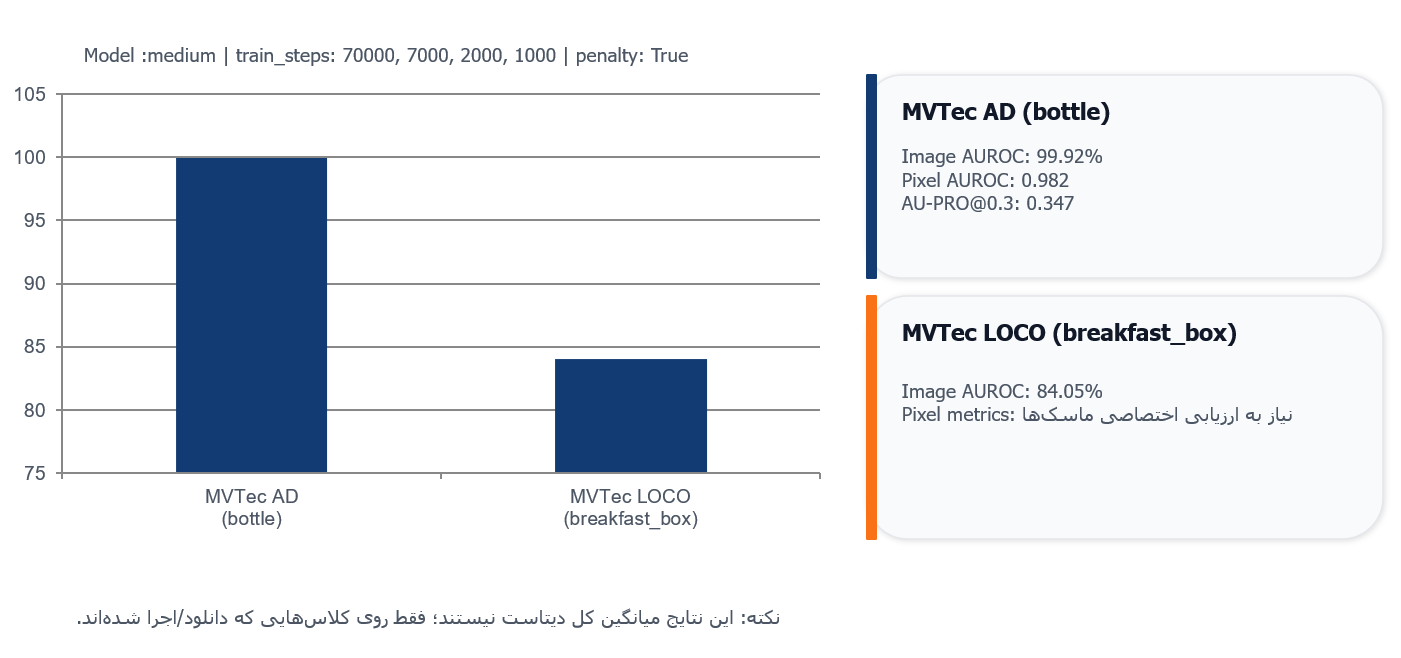 Model :medium | train_steps: 70000, 7000, 2000, 1000 | penalty: True
105
100
95
90
85
80
75
MVTec AD
(bottle)
MVTec LOCO
(breakfast_box)
MVTec AD (bottle)
Image AUROC: 99.92%
Pixel AUROC: 0.982
AU-PRO@0.3: 0.347
MVTec LOCO (breakfast_box)
Image AUROC: 84.05%
Pixel metrics: نیاز به ارزیابی اختصاصی ماسک‌ها
نکته: این نتایج میانگین کل دیتاست نیستند؛ فقط روی کلاس‌هایی که دانلود/اجرا شده‌اند.